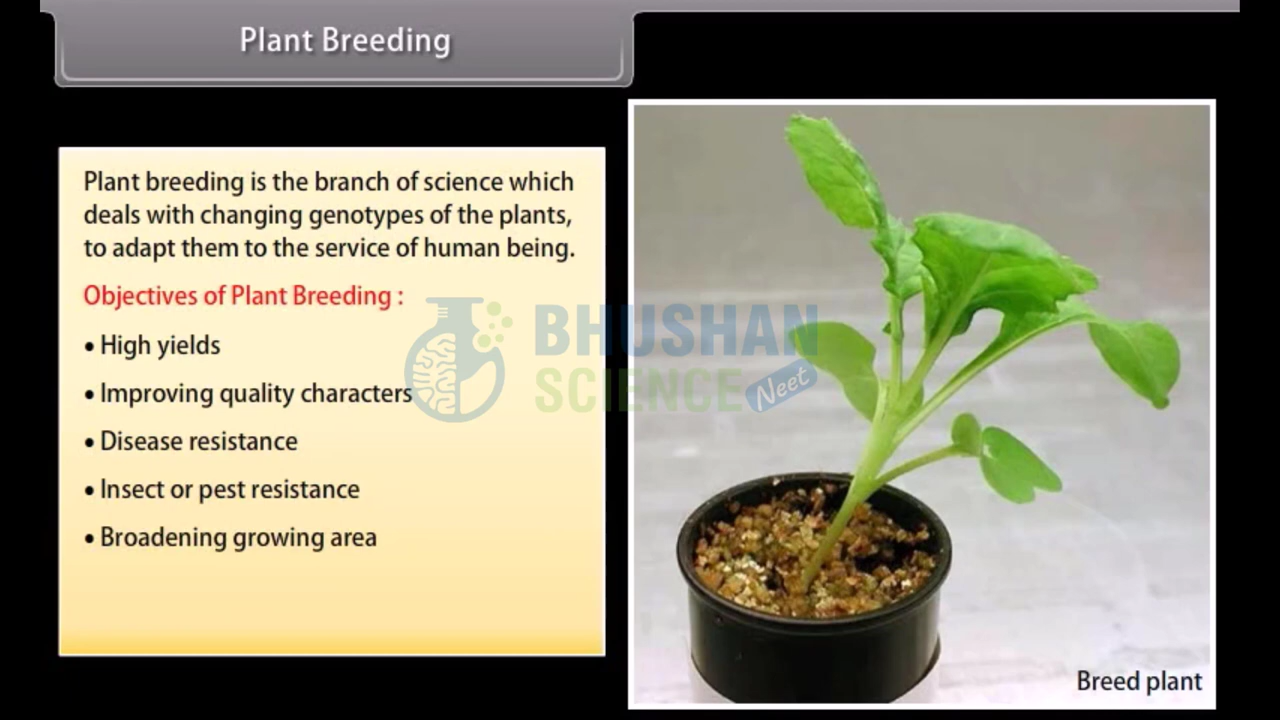 Plant Breeding
Plant breeding is the branch of science which
deals with changing genotypes of the plants,
to adapt them to the service of human being.
Objectives of Plant Breeding :
• High yields
• Improving quality characters
• Disease resistance
• Insect or pest resistance
• Broadening growing area
BHUSHAN
SCIENCE Neet
Breed plant